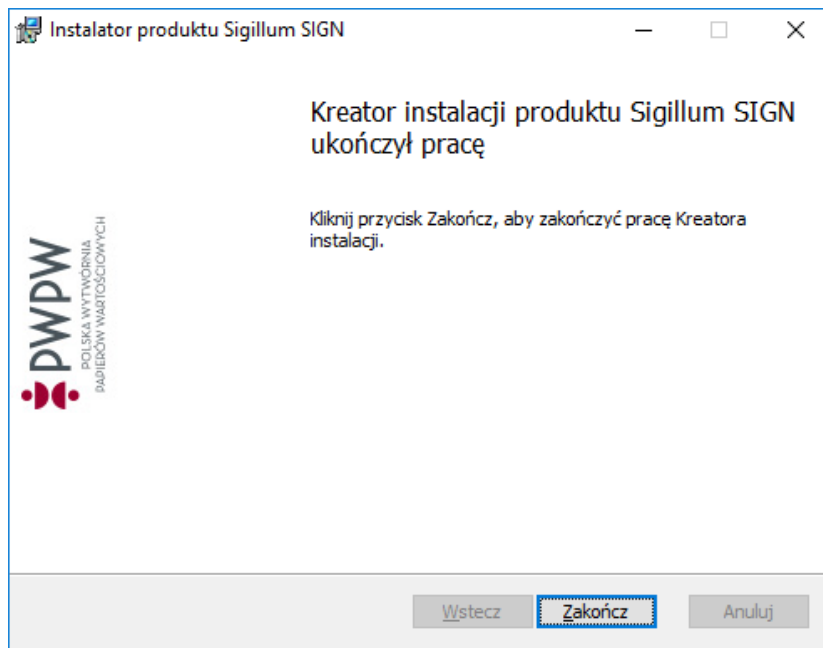 Instalator produktu Sigillum SIGN
Kreator instalacji produktu Sigillum SIGN
ukończył pracę
Kliknij przycisk Zakończ, aby zakończyć pracę Kreatora
instalacji.
PWPW
POLSKA WYTWÓRNIA
PAPIERÓW WARTOŚCIOWYCH
Wstecz
Zakończ
Anuluj